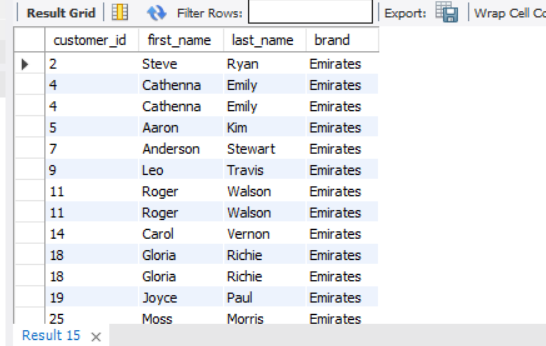 Result Grid Filter Rows: Export: Wrap Cell Co
customer_id first_name last_name brand
2 Steve Ryan Emirates
4 Cathenna Emily Emirates
4 Cathenna Emily Emirates
5 Aaron Kim Emirates
7 Anderson Stewart Emirates
9 Leo Travis Emirates
11 Roger Walson Emirates
11 Roger Walson Emirates
14 Carol Vernon Emirates
18 Gloria Richie Emirates
18 Gloria Richie Emirates
19 Joyce Paul Emirates
25 Moss Morris Emirates
Result 15